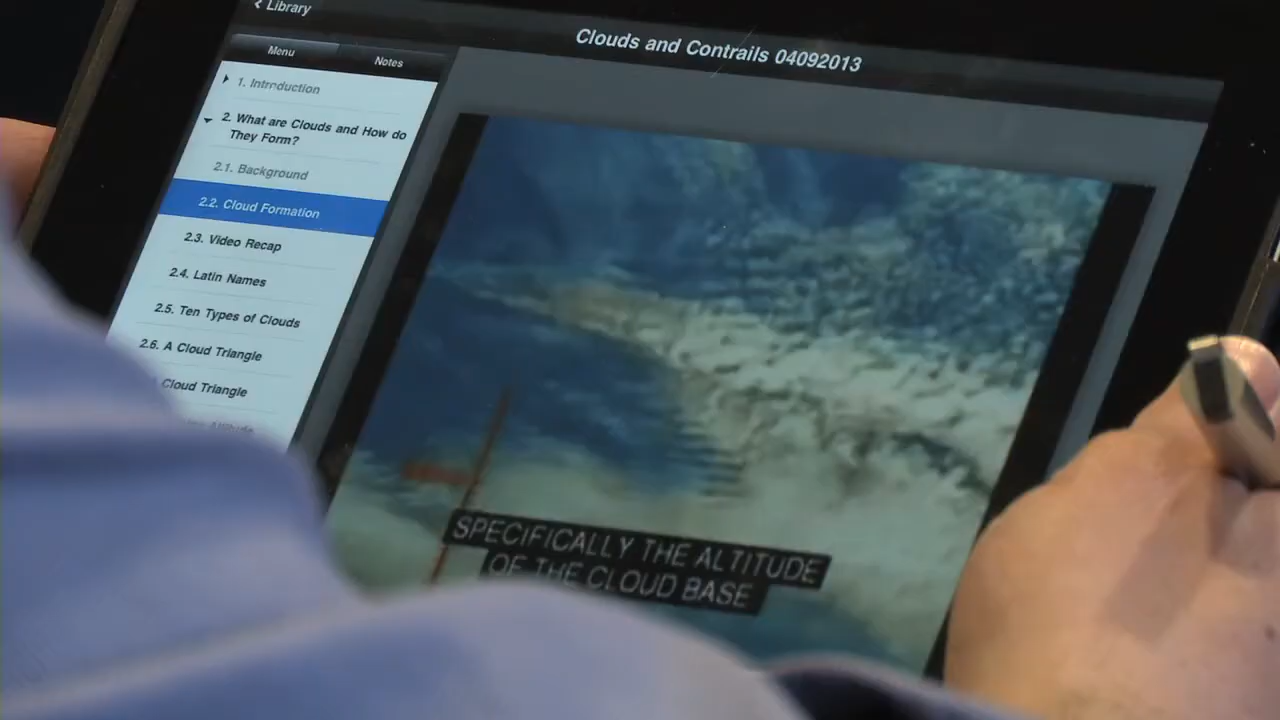 Library
Clouds and Contrails 04092013
Menu
Notes
1. Introduction
2. What are Clouds and How do
They Form?
2.1. Background
2.2. Cloud Formation
2.3. Video Recap
2.4. Latin Names
2.5. Ten Types of Clouds
2.6. A Cloud Triangle
Cloud Triangle
Altitude
SPECIFICALLY THE ALTITUDE
OF THE CLOUD BASE